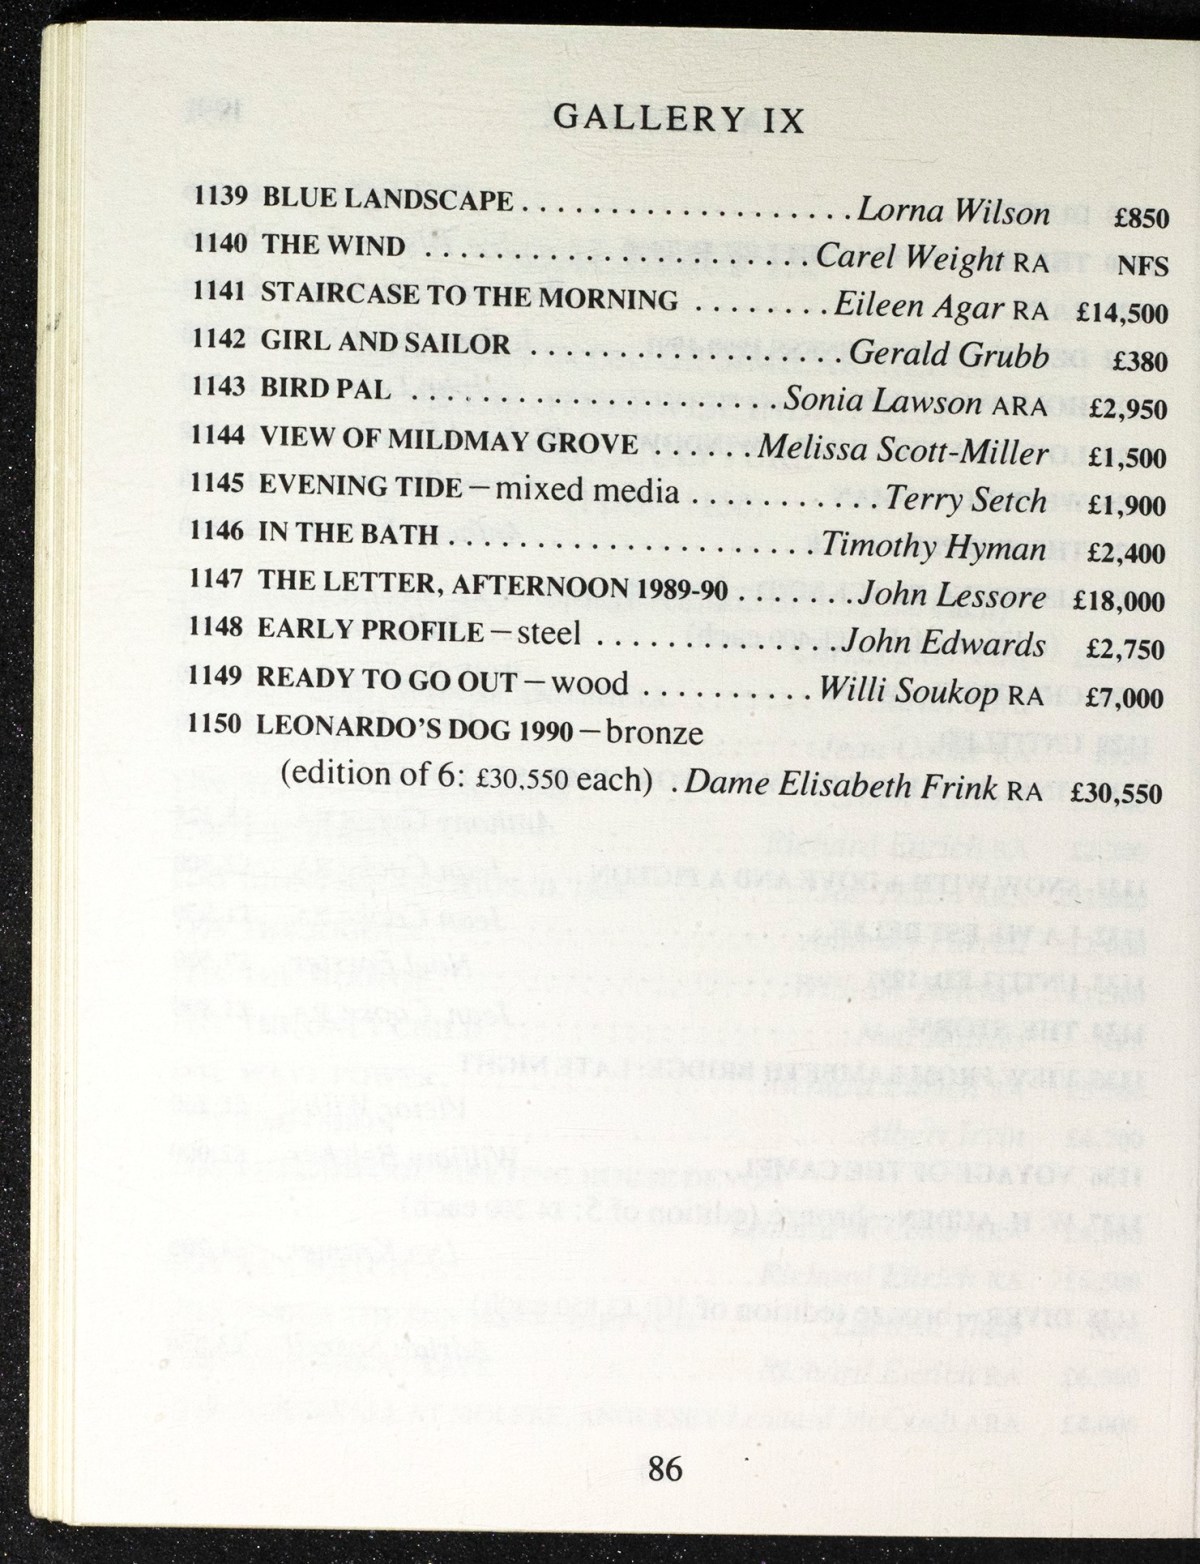 GALLERY IX
1139 BLUE LANDSCAPE . . . . . . . . . . . . . . . . . . . Lorna Wilson £850
1140 THE WIND . . . . . . . . . . . . . . . . . . . . . . Carel Weight RA NFS
1141 STAIRCASE TO THE MORNING . . . . . . . . Eileen Agar RA £14,500
1142 GIRL AND SAILOR . . . . . . . . . . . . . . . . . . Gerald Grubb £380
1143 BIRD PAL . . . . . . . . . . . . . . . . . . . . . Sonia Lawson ARA £2,950
1144 VIEW OF MILDMAY GROVE . . . . . . Melissa Scott-Miller £1,500
1145 EVENING TIDE – mixed media . . . . . . . . . . . Terry Setch £1,900
1146 IN THE BATH . . . . . . . . . . . . . . . . . . . . . Timothy Hyman £2,400
1147 THE LETTER, AFTERNOON 1989-90 . . . . . . . John Lessore £18,000
1148 EARLY PROFILE – steel . . . . . . . . . . . . . . John Edwards £2,750
1149 READY TO GO OUT – wood . . . . . . . . . . Willi Soukop RA £7,000
1150 LEONARDO'S DOG 1990 – bronze
(edition of 6: £30,550 each) . Dame Elisabeth Frink RA £30,550
86